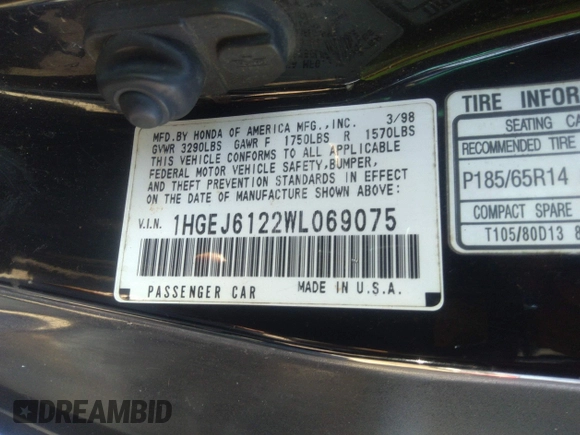 MFD.BY HONDA OF AMERICA MFG.,INC. 3/98
GVWR 3290LBS GAWR F 1750LBS R 1570LBS
THIS VEHICLE CONFORMS TO ALL APPLICABLE
FEDERAL MOTOR VEHICLE SAFETY,BUMPER,
AND THEFT PREVENTION STANDARDS IN EFFECT
ON THE DATE OF MANUFACTURE SHOWN ABOVE:
V.I.N. 1HGEJ6122WL069075
PASSENGER CAR MADE IN U.S.A.
TIRE INFOR
SEATING CA
RECOMMENDED TIRE
P185/65R14
COMPACT SPARE
T105/80D13 8
DREAMBID